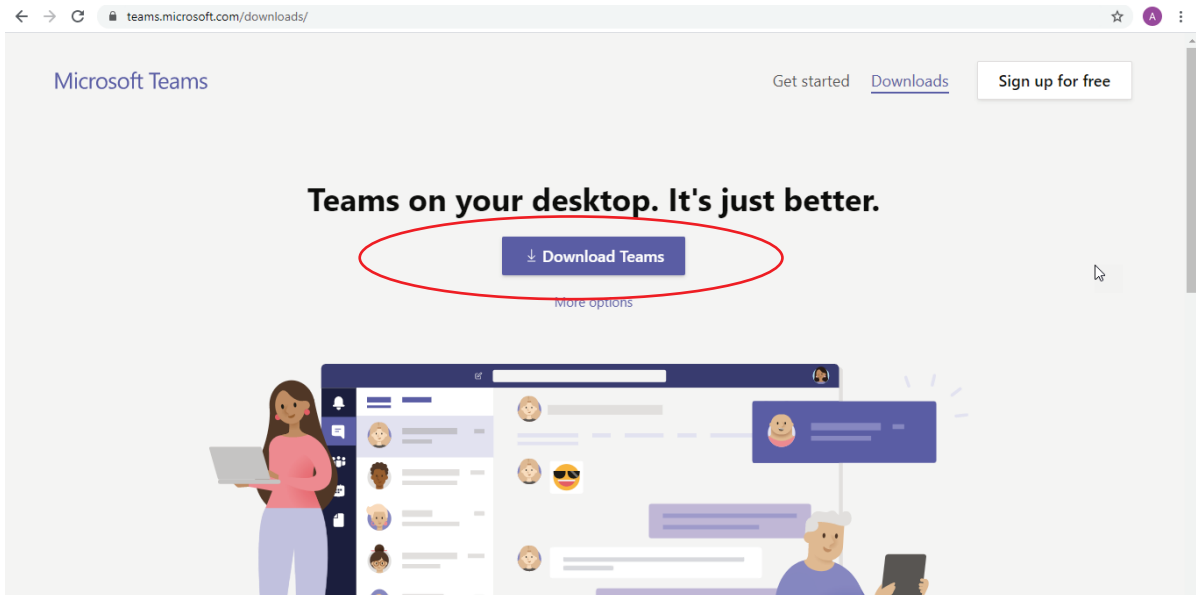 teams.microsoft.com/downloads/
A
Microsoft Teams
Get started
Downloads
Sign up for free
Teams on your desktop. It's just better.
Download Teams
More options